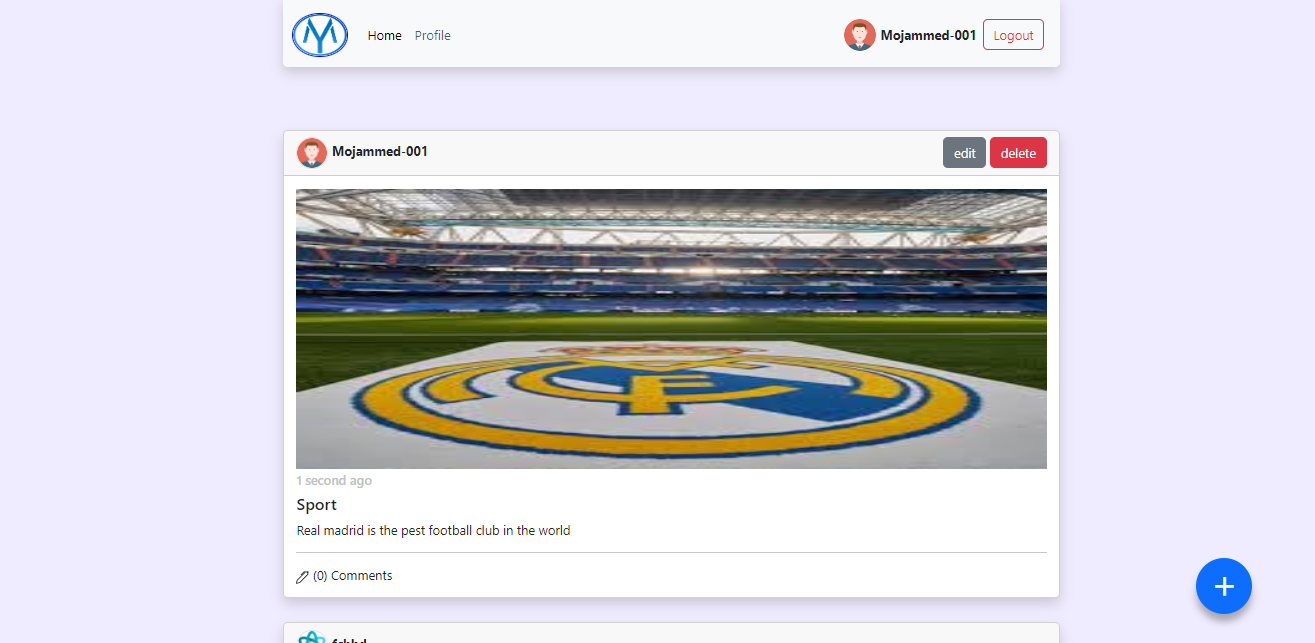 Home Profile Mojammed-001 Logout
Mojammed-001 edit delete
1 second ago
Sport
Real madrid is the pest football club in the world
(0) Comments